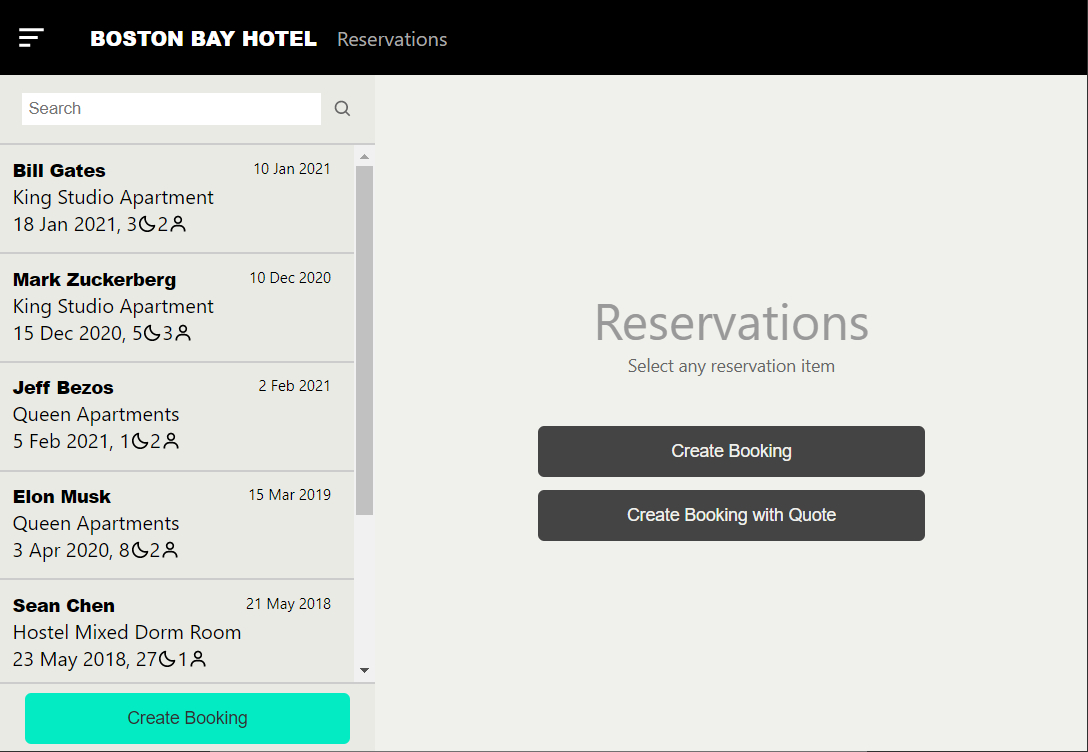 BOSTON BAY HOTEL Reservations
Search
Bill Gates 10 Jan 2021
King Studio Apartment
18 Jan 2021, 3 2
Mark Zuckerberg 10 Dec 2020
King Studio Apartment
15 Dec 2020, 5 3
Jeff Bezos 2 Feb 2021
Queen Apartments
5 Feb 2021, 1 2
Elon Musk 15 Mar 2019
Queen Apartments
3 Apr 2020, 8 2
Sean Chen 21 May 2018
Hostel Mixed Dorm Room
23 May 2018, 27 1
Create Booking
Reservations
Select any reservation item
Create Booking
Create Booking with Quote